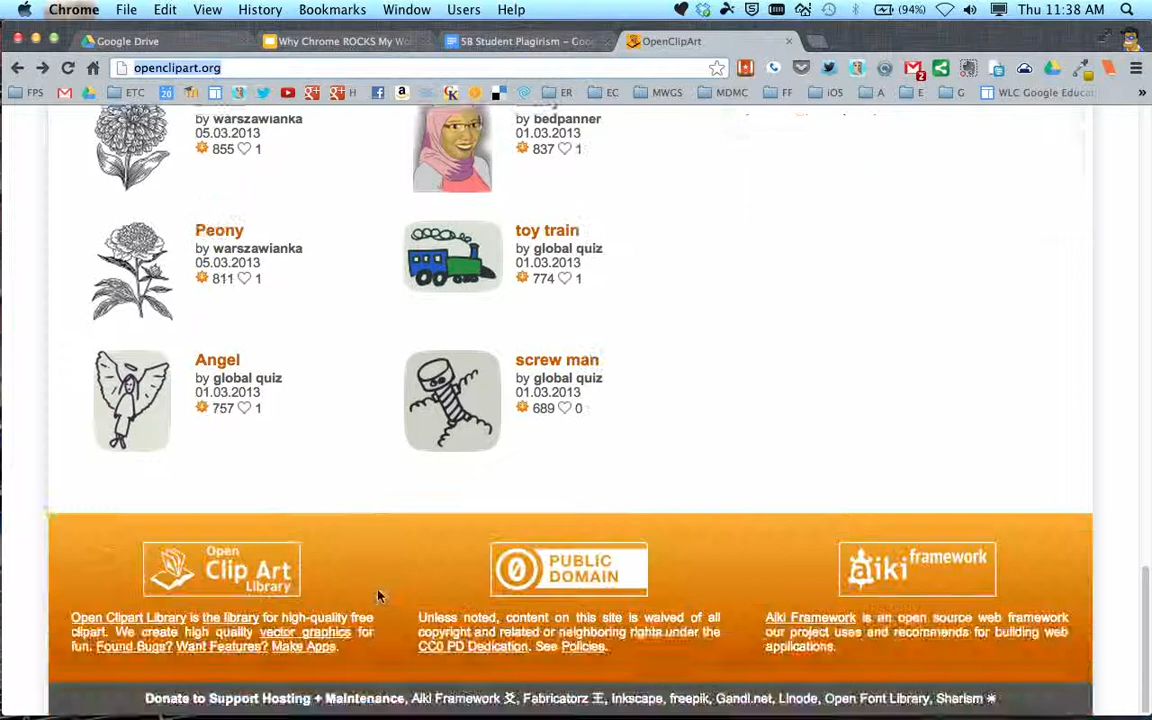 Chrome File Edit View History Bookmarks Window Users Help (94%) Thu 11:38 AM
Google Drive Why Chrome ROCKS My Wo 5B Student Plagirism - Goo OpenClipArt
openclipart.org
FPS ETC 20 H ER EC MWGS MDMC FF iOS A E G WLC Google Educat »
by warszawianka
05.03.2013
855 1
by bedpanner
01.03.2013
837 1
Peony
by warszawianka
05.03.2013
811 1
toy train
by global quiz
01.03.2013
774 1
Angel
by global quiz
01.03.2013
757 1
screw man
by global quiz
01.03.2013
689 0
Open
Clip Art
Library
Open Clipart Library is the library for high-quality free
clipart. We create high quality vector graphics for
fun. Found Bugs? Want Features? Make Apps.
PUBLIC
DOMAIN
Unless noted, content on this site is waived of all
copyright and related or neighboring rights under the
CC0 PD Dedication. See Policies.
aiki framework
Aiki Framework is an open source web framework
our project uses and recommends for building web
applications.
Donate to Support Hosting + Maintenance, Aiki Framework 爻, Fabricatorz 王, Inkscape, freepik, Gandi.net, Linode, Open Font Library, Sharism ☀